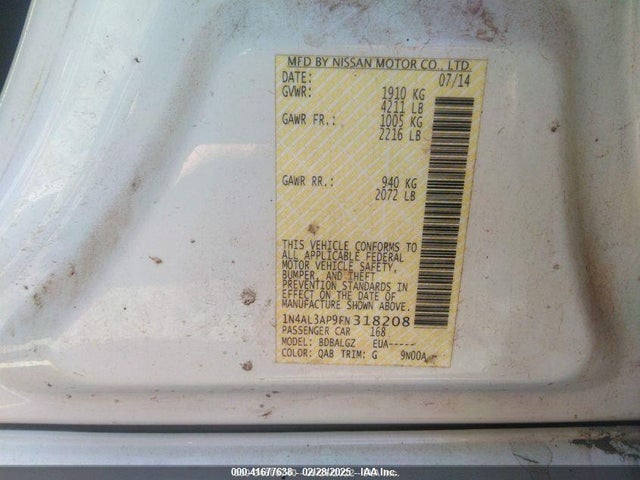 MFD BY NISSAN MOTOR CO., LTD.
DATE: 07/14
GVWR: 1910 KG
4211 LB
GAWR FR.: 1005 KG
2216 LB
GAWR RR.: 940 KG
2072 LB
THIS VEHICLE CONFORMS TO
ALL APPLICABLE FEDERAL
MOTOR VEHICLE SAFETY,
BUMPER, AND THEFT
PREVENTION STANDARDS IN
EFFECT ON THE DATE OF
MANUFACTURE SHOWN ABOVE.
1N4AL3AP9FN318208
PASSENGER CAR 168
MODEL: BDBALGZ EUA-----
COLOR: QAB TRIM: G 9N00A
000-41677638 - 02/28/2025 - IAA Inc.